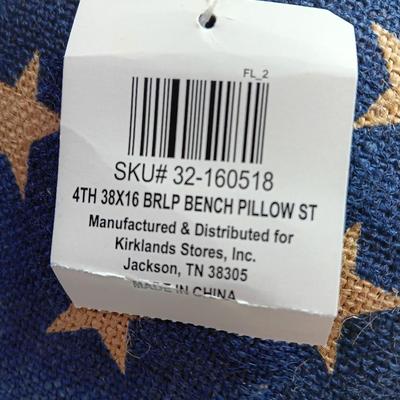 FL_2
SKU# 32-160518
4TH 38X16 BRLP BENCH PILLOW ST
Manufactured & Distributed for
Kirklands Stores, Inc.
Jackson, TN 38305
MADE IN CHINA